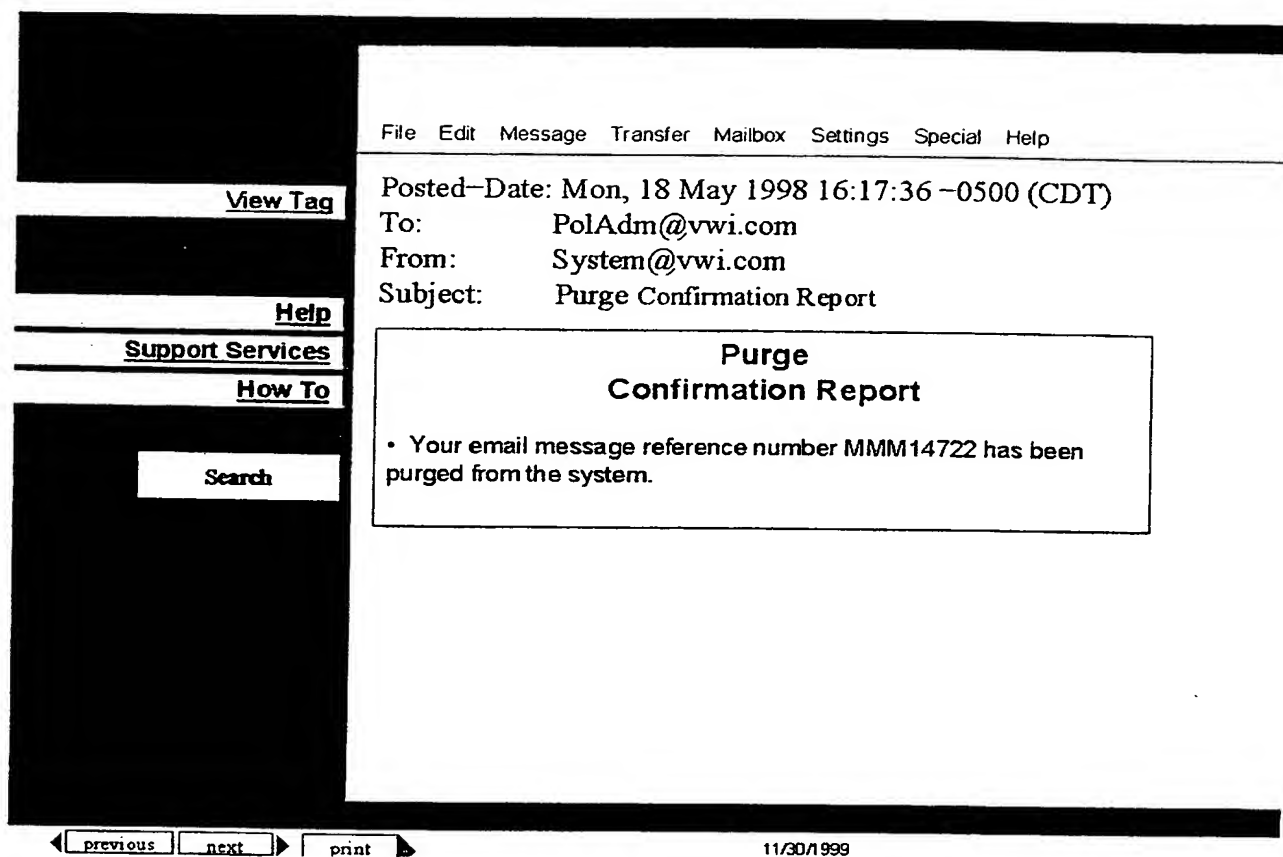 File Edit Message Transfer Mailbox Settings Special Help
View Tag
Help
Support Services
How To
Search
Posted-Date: Mon, 18 May 1998 16:17:36 -0500 (CDT)
To: PolAdm@vwi.com
From: System@vwi.com
Subject: Purge Confirmation Report
Purge
Confirmation Report
• Your email message reference number MMM14722 has been
purged from the system.
previous next print
11/30/1999